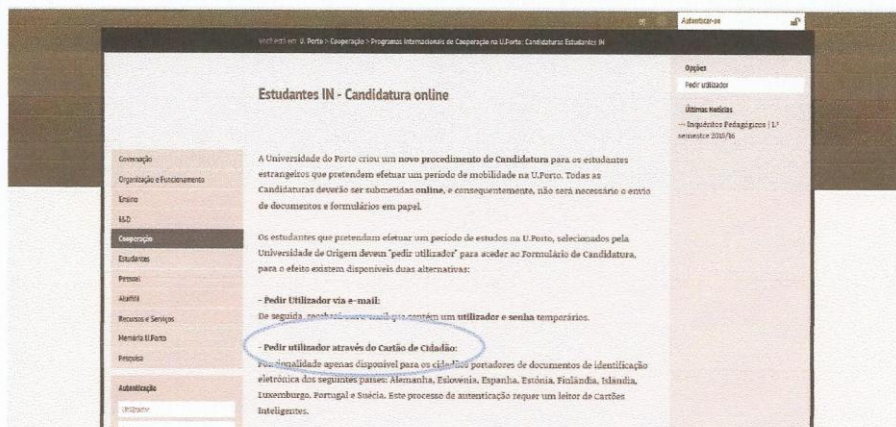 Autenticar-se
Você está em: U. Porto > Cooperação > Programas Internacionais de Cooperação na U.Porto: Candidaturas Estudantes IN
Opções
Pedir utilizador
Últimas Notícias
Inquéritos Pedagógicos | 1.º
semestre 2015/16
Estudantes IN - Candidatura online
Governação
Organização e Funcionamento
Ensino
I&D
Cooperação
Estudantes
Pessoal
Alumni
Recursos e Serviços
Memória U.Porto
Pesquisa
Autenticação
Utilizador
A Universidade do Porto criou um novo procedimento de Candidatura para os estudantes
estrangeiros que pretendem efetuar um período de mobilidade na U.Porto. Todas as
Candidaturas deverão ser submetidas online, e consequentemente, não será necessário o envio
de documentos e formulários em papel.
Os estudantes que pretendam efetuar um período de estudos na U.Porto, selecionados pela
Universidade de Origem devem "pedir utilizador" para aceder ao Formulário de Candidatura,
para o efeito existem disponíveis duas alternativas:
- Pedir Utilizador via e-mail:
De seguida, receberá um e-mail que contém um utilizador e senha temporários.
- Pedir utilizador através do Cartão de Cidadão:
Funcionalidade apenas disponível para os cidadãos portadores de documentos de identificação
eletrónica dos seguintes países: Alemanha, Eslovenia, Espanha, Estónia, Finlândia, Islândia,
Luxemburgo, Portugal e Suécia. Este processo de autenticação requer um leitor de Cartões
Inteligentes.